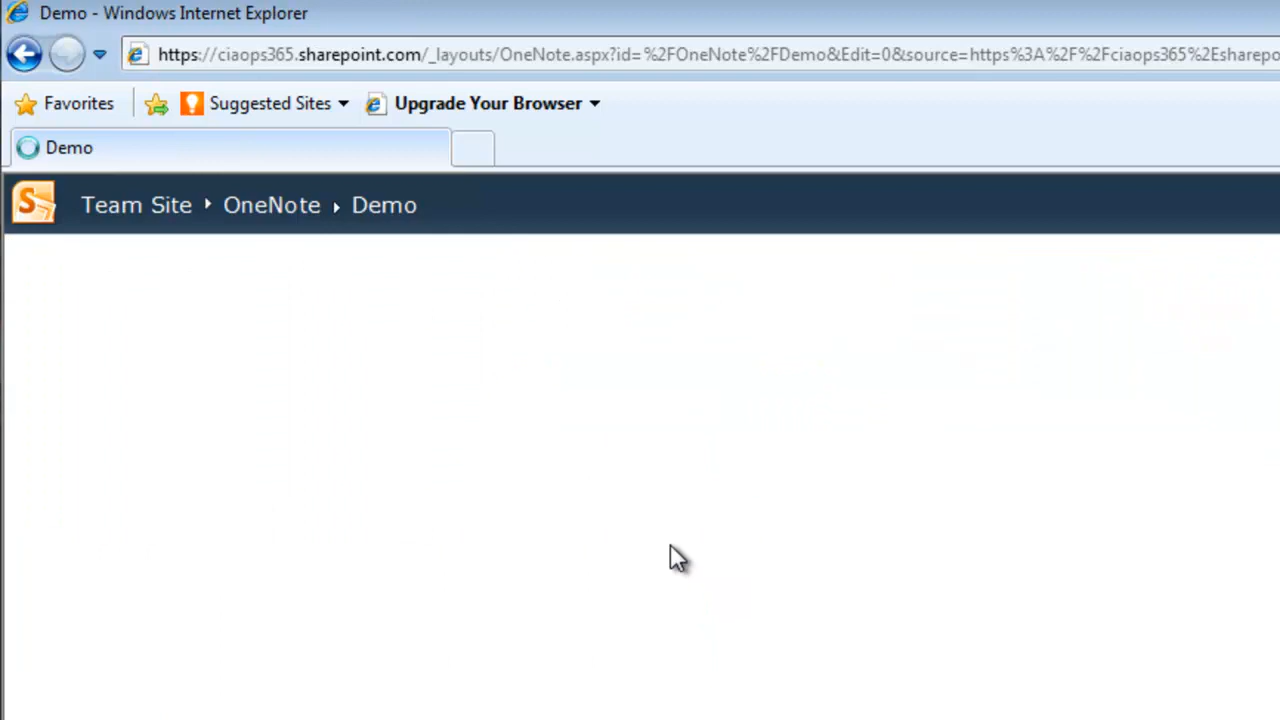 Demo - Windows Internet Explorer
https://ciaops365.sharepoint.com/_layouts/OneNote.aspx?id=%2FOneNote%2FDemo&Edit=0&source=https%3A%2F%2Fciaops365%2Esharepo
Favorites Suggested Sites Upgrade Your Browser
Demo
S Team Site OneNote Demo